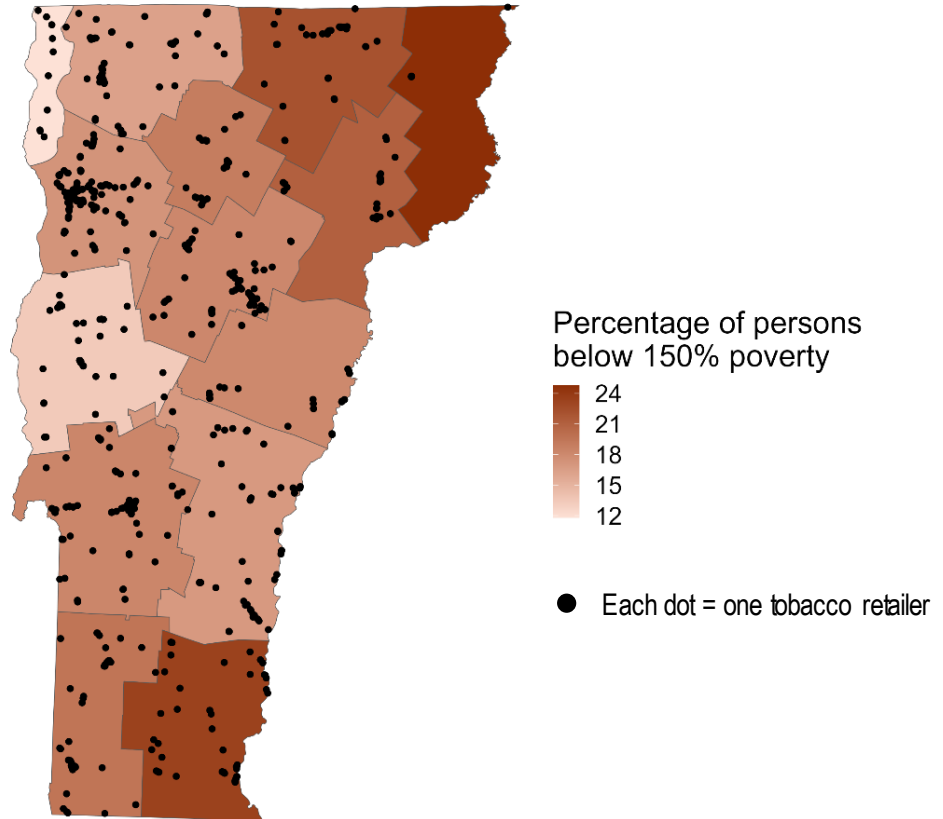 Percentage of persons
below 150% poverty
24
21
18
15
12
Each dot = one tobacco retailer